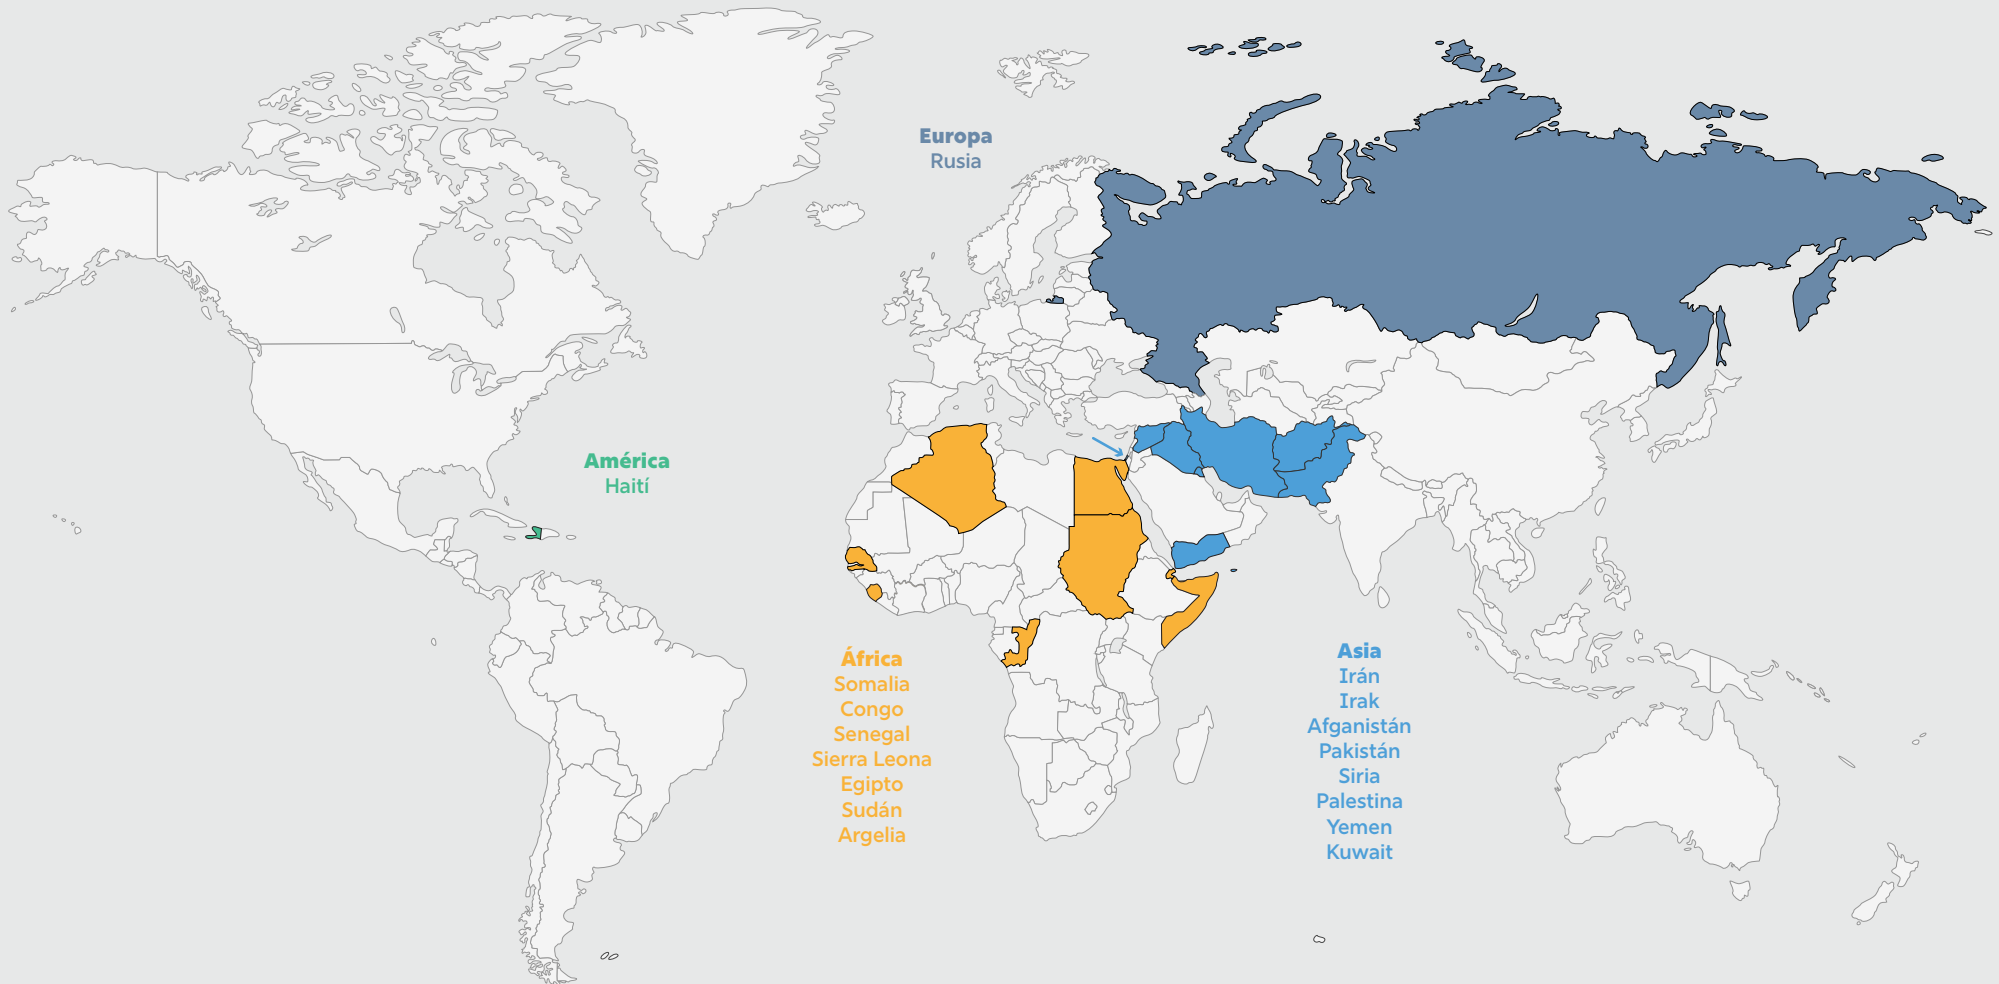 Europa
Rusia
América
Haití
África
Somalia
Congo
Senegal
Sierra Leona
Egipto
Sudán
Argelia
Asia
Irán
Irak
Afganistán
Pakistán
Siria
Palestina
Yemen
Kuwait